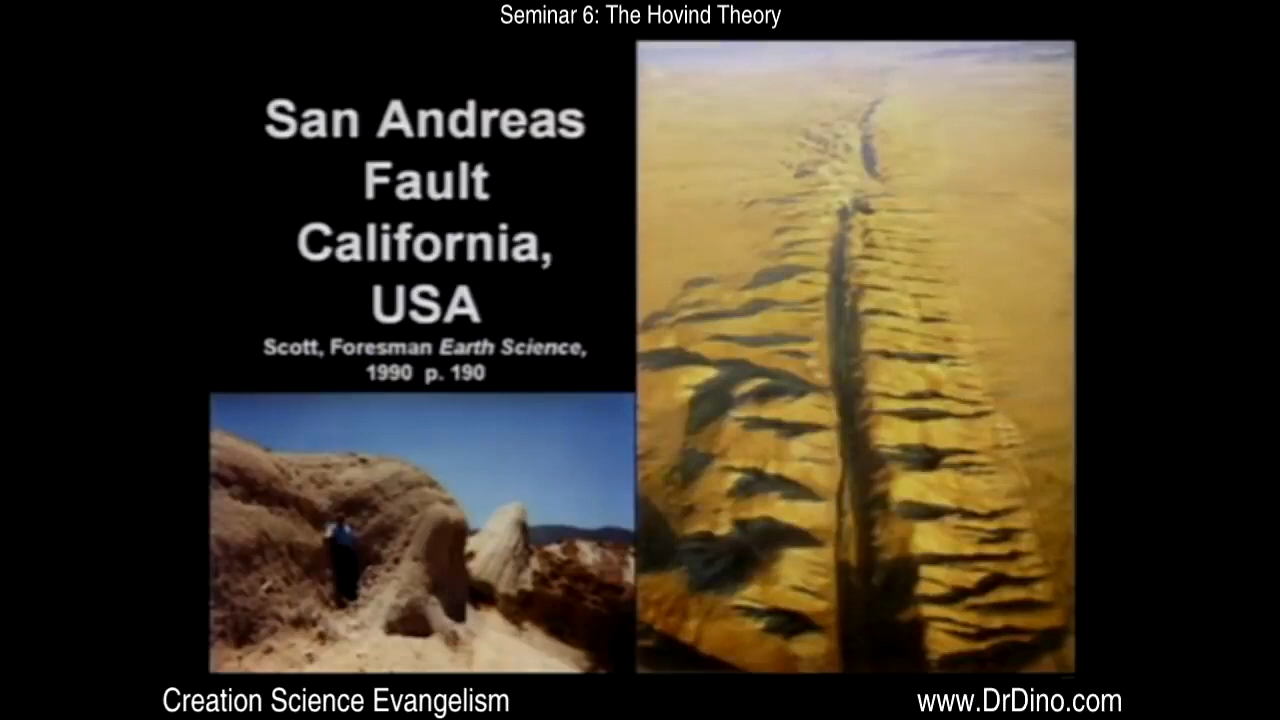 Seminar 6: The Hovind Theory
San Andreas
Fault
California,
USA
Scott, Foresman Earth Science,
1990 p. 190
Creation Science Evangelism
www.DrDino.com